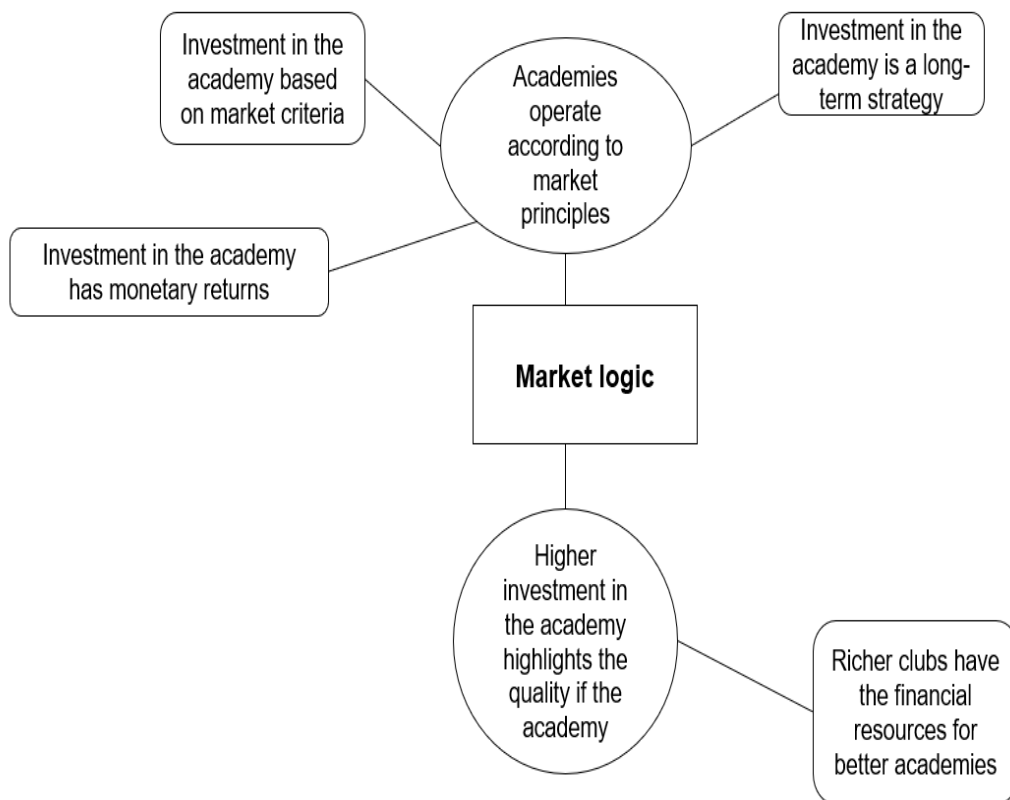 Investment in the
academy based
on market criteria
Academies
operate
according to
market
principles
Investment in the
academy is a long-
term strategy
Investment in the academy
has monetary returns
Market logic
Higher
investment in
the academy
highlights the
quality if the
academy
Richer clubs have
the financial
resources for
better academies